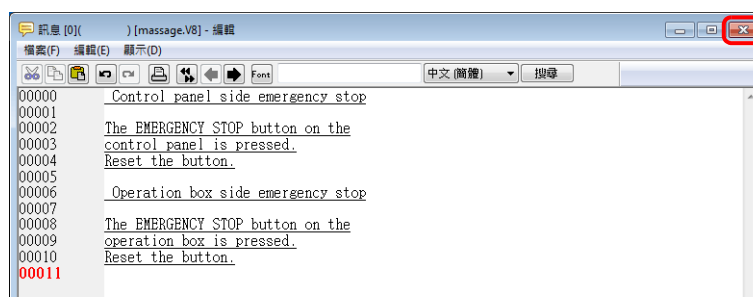 訊息 [0]( ) [massage.V8] - 編輯
檔案(F) 編輯(E) 顯示(D)
Font 中文 (簡體) 搜尋
00000 Control panel side emergency stop
00001
00002 The EMERGENCY STOP button on the
00003 control panel is pressed.
00004 Reset the button.
00005
00006 Operation box side emergency stop
00007
00008 The EMERGENCY STOP button on the
00009 operation box is pressed.
00010 Reset the button.
00011